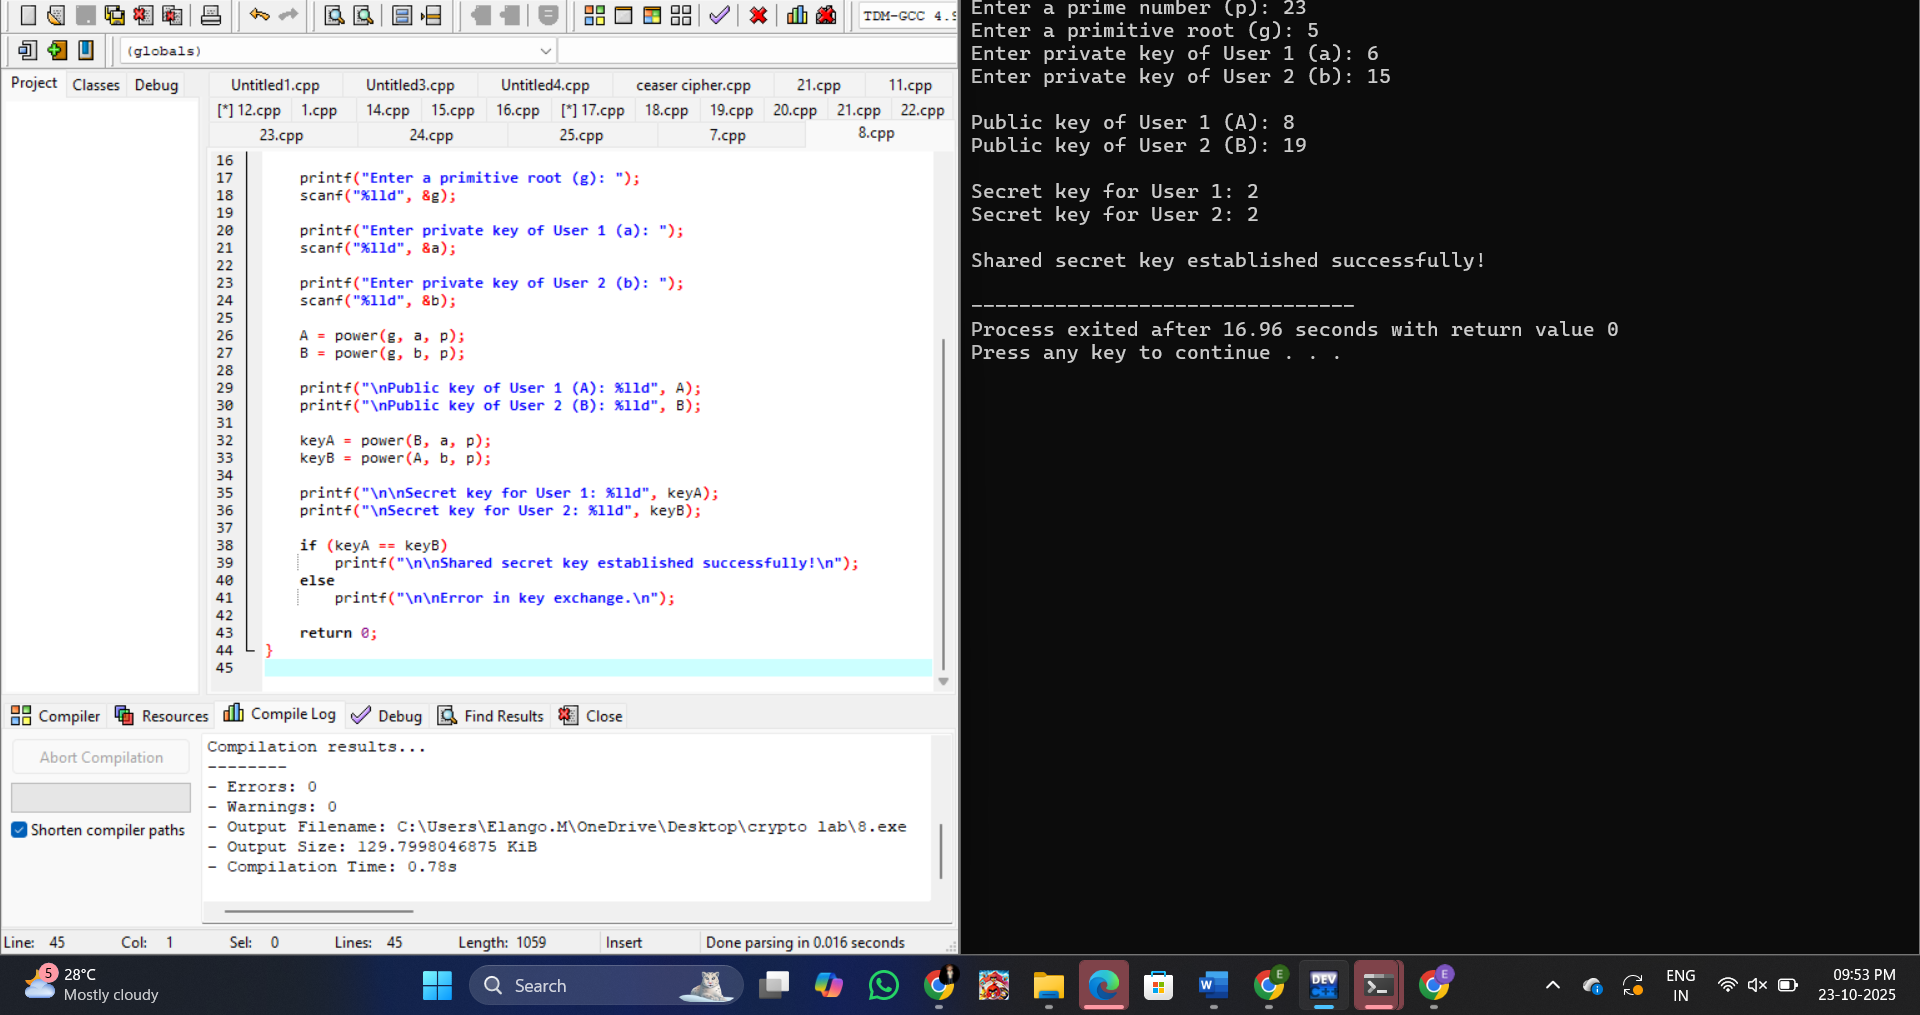 TDM-GCC 4.9
(globals)
Project Classes Debug
Untitled1.cpp Untitled3.cpp Untitled4.cpp ceaser cipher.cpp 21.cpp 11.cpp
[*] 12.cpp 1.cpp 14.cpp 15.cpp 16.cpp [*] 17.cpp 18.cpp 19.cpp 20.cpp 21.cpp 22.cpp
23.cpp 24.cpp 25.cpp 7.cpp 8.cpp
16
17 printf("Enter a primitive root (g): ");
18 scanf("%lld", &g);
19
20 printf("Enter private key of User 1 (a): ");
21 scanf("%lld", &a);
22
23 printf("Enter private key of User 2 (b): ");
24 scanf("%lld", &b);
25
26 A = power(g, a, p);
27 B = power(g, b, p);
28
29 printf("\nPublic key of User 1 (A): %lld", A);
30 printf("\nPublic key of User 2 (B): %lld", B);
31
32 keyA = power(B, a, p);
33 keyB = power(A, b, p);
34
35 printf("\n\nSecret key for User 1: %lld", keyA);
36 printf("\nSecret key for User 2: %lld", keyB);
37
38 if (keyA == keyB)
39 printf("\n\nShared secret key established successfully!\n");
40 else
41 printf("\n\nError in key exchange.\n");
42
43 return 0;
44 }
45
Compiler Resources Compile Log Debug Find Results Close
Abort Compilation
Shorten compiler paths
Compilation results...
--------
- Errors: 0
- Warnings: 0
- Output Filename: C:\Users\Elango.M\OneDrive\Desktop\crypto lab\8.exe
- Output Size: 129.7998046875 KiB
- Compilation Time: 0.78s
Line: 45 Col: 1 Sel: 0 Lines: 45 Length: 1059 Insert Done parsing in 0.016 seconds
Enter a prime number (p): 23
Enter a primitive root (g): 5
Enter private key of User 1 (a): 6
Enter private key of User 2 (b): 15
Public key of User 1 (A): 8
Public key of User 2 (B): 19
Secret key for User 1: 2
Secret key for User 2: 2
Shared secret key established successfully!
--------------------------------
Process exited after 16.96 seconds with return value 0
Press any key to continue . . .
5
28°C
Mostly cloudy
Search
E
DEV
C++
E
ENG
IN
09:53 PM
23-10-2025